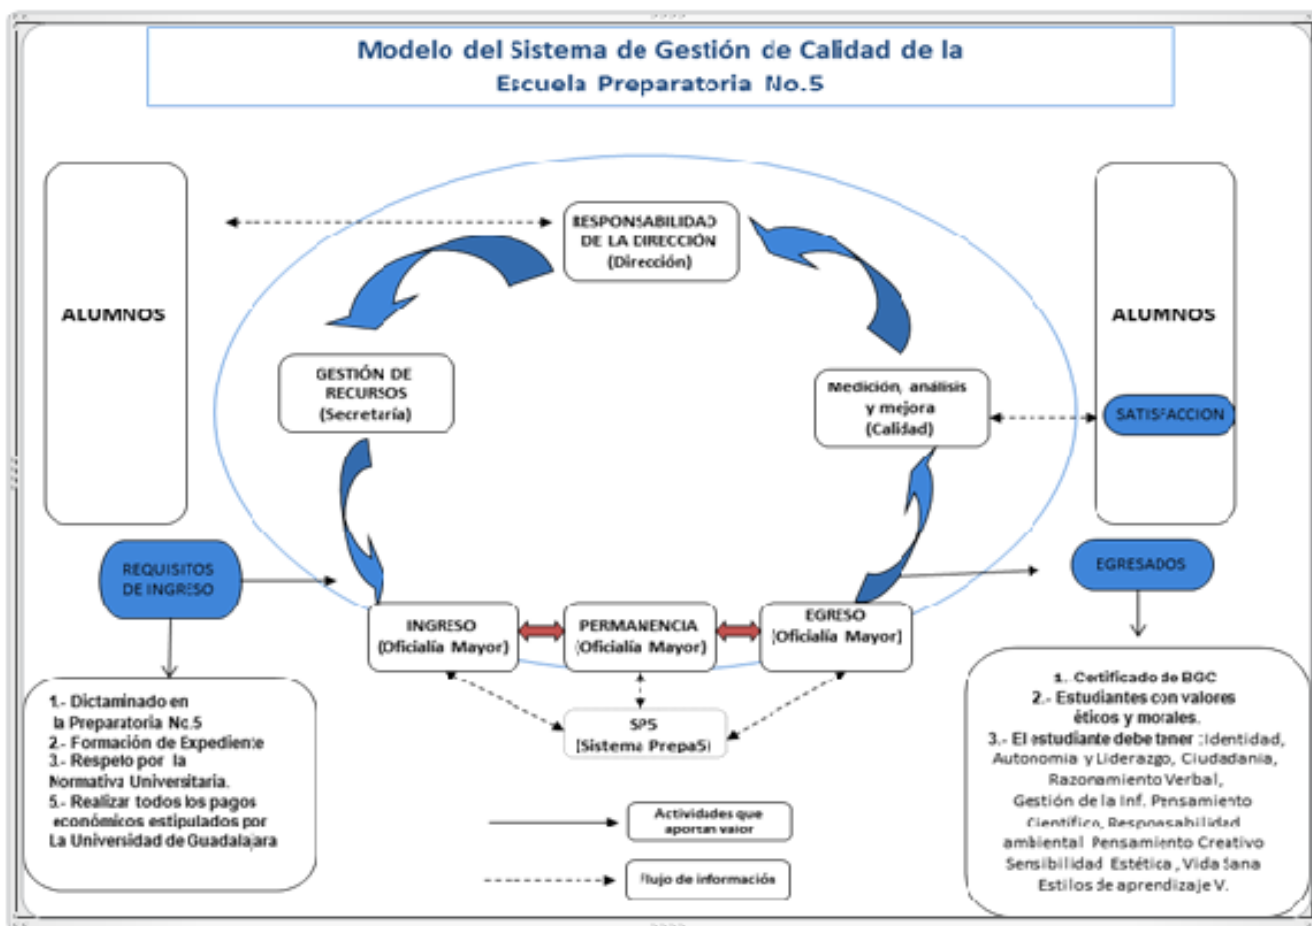 Modelo del Sistema de Gestión de Calidad de la
Escuela Preparatoria No.5
ALUMNOS
RESPONSABILIDAD
DE LA DIRECCIÓN
(Dirección)
GESTIÓN DE
RECURSOS
(Secretaría)
Medición, análisis
y mejora
(Calidad)
ALUMNOS
SATISFACCION
REQUISITOS
DE INGRESO
EGRESADOS
INGRESO
(Oficialía Mayor)
PERMANENCIA
(Oficialía Mayor)
EGRESO
(Oficialía Mayor)
SP5
(Sistema Prepa5)
1.- Dictaminado en
la Preparatoria No.5
2.- Formación de Expediente
3.- Respeto por la
Normativa Universitaria.
5.- Realizar todos los pagos
económicos estipulados por
La Universidad de Guadalajara
1.- Certificado de BGC
2.- Estudiantes con valores
éticos y morales.
3.- El estudiante debe tener :Identidad,
Autonomia y Liderazgo, Ciudadania,
Razonamiento Verbal,
Gestión de la Inf. Pensamiento
Científico, Responsabilidad
ambiental Pensamiento Creativo
Sensibilidad Estética, Vida Sana
Estilos de aprendizaje V.
Actividades que
aportan valor
Flujo de información